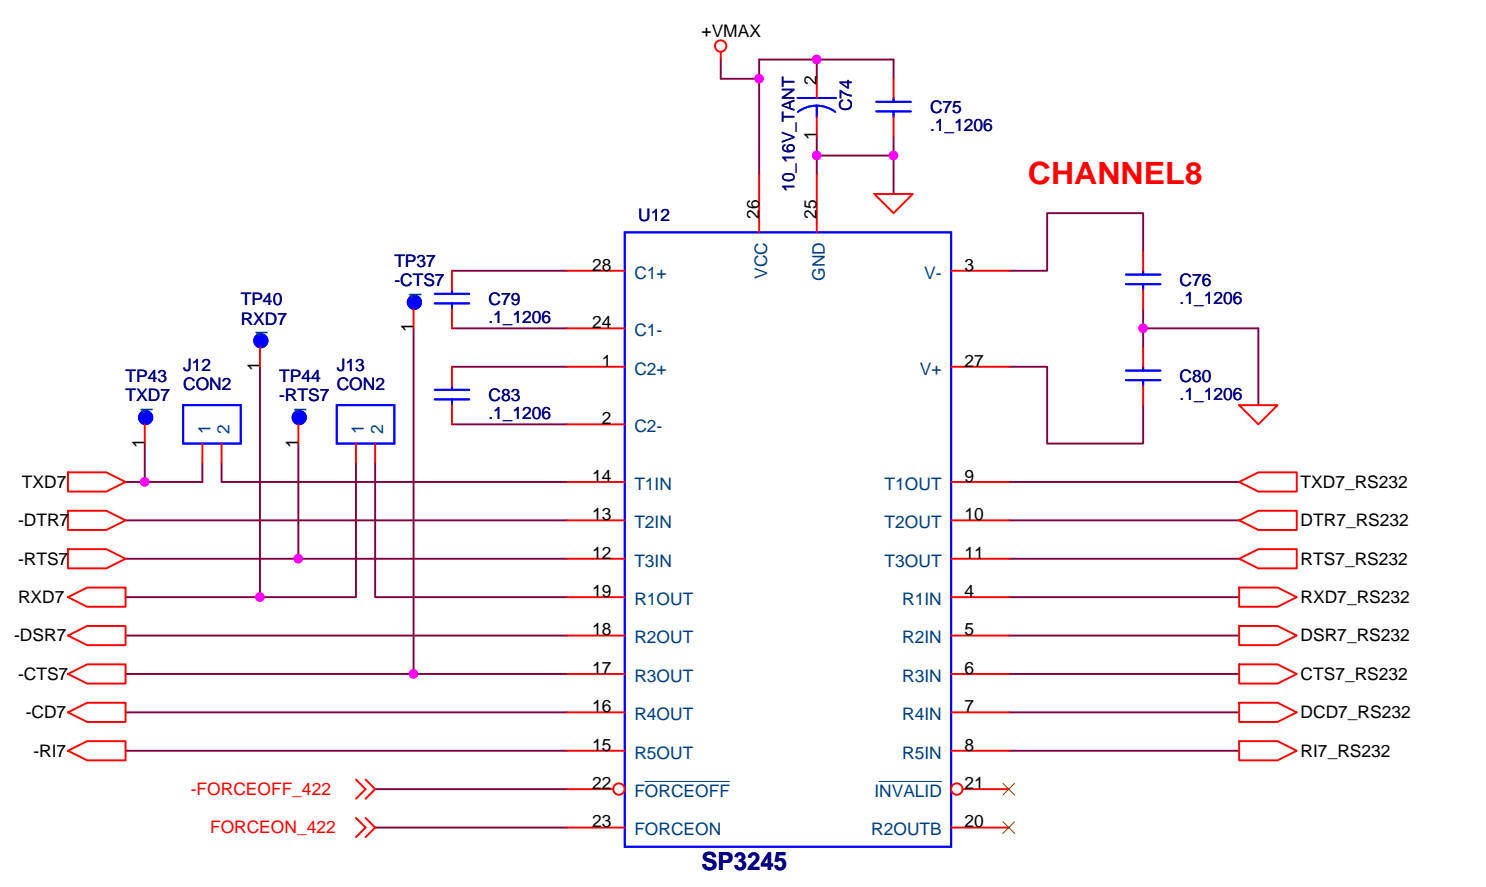 +VMAX
2
C74
10_16V_TANT
1
C75
.1_1206
CHANNEL8
U12
26
25
VCC
GND
TP37
-CTS7
1
28
C1+
C79
.1_1206
24
C1-
1
C2+
C83
.1_1206
2
C2-
V-
3
C76
.1_1206
V+
27
C80
.1_1206
TP40
RXD7
1
TP43
TXD7
1
J12
CON2
1
2
TP44
-RTS7
1
J13
CON2
1
2
TXD7
14
T1IN
T1OUT
9
TXD7_RS232
-DTR7
13
T2IN
T2OUT
10
DTR7_RS232
-RTS7
12
T3IN
T3OUT
11
RTS7_RS232
RXD7
19
R1OUT
R1IN
4
RXD7_RS232
-DSR7
18
R2OUT
R2IN
5
DSR7_RS232
-CTS7
17
R3OUT
R3IN
6
CTS7_RS232
-CD7
16
R4OUT
R4IN
7
DCD7_RS232
-RI7
15
R5OUT
R5IN
8
RI7_RS232
-FORCEOFF_422
22
FORCEOFF
INVALID
21
FORCEON_422
23
FORCEON
R2OUTB
20
SP3245